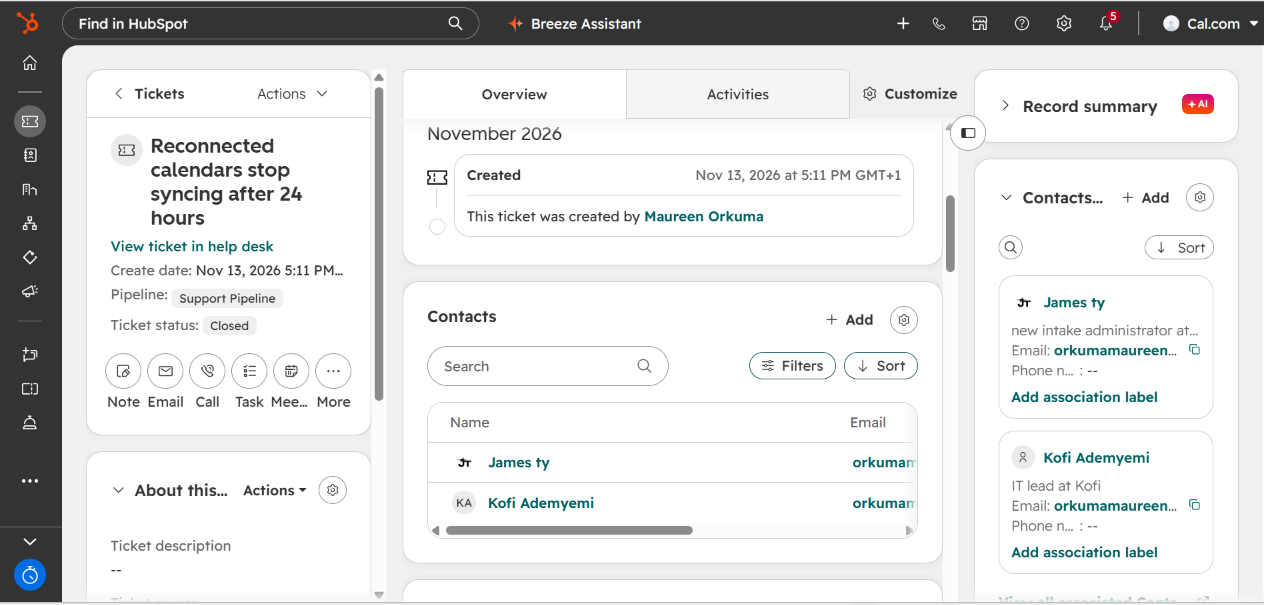 Find in HubSpot
Breeze Assistant
5
Cal.com
Tickets
Actions
Reconnected
calendars stop
syncing after 24
hours
View ticket in help desk
Create date: Nov 13, 2026 5:11 PM...
Pipeline: Support Pipeline
Ticket status: Closed
Note Email Call Task Mee... More
About this... Actions
Ticket description
--
Overview
Activities
Customize
November 2026
Created Nov 13, 2026 at 5:11 PM GMT+1
This ticket was created by Maureen Orkuma
Contacts
+ Add
Search
Filters
Sort
Name Email
James ty orkumam
KA Kofi Ademyemi orkumam
Record summary
AI
Contacts... + Add
Sort
JT James ty
new intake administrator at...
Email: orkumamaureen...
Phone n... : --
Add association label
Kofi Ademyemi
IT lead at Kofi
Email: orkumamaureen...
Phone n... : --
Add association label